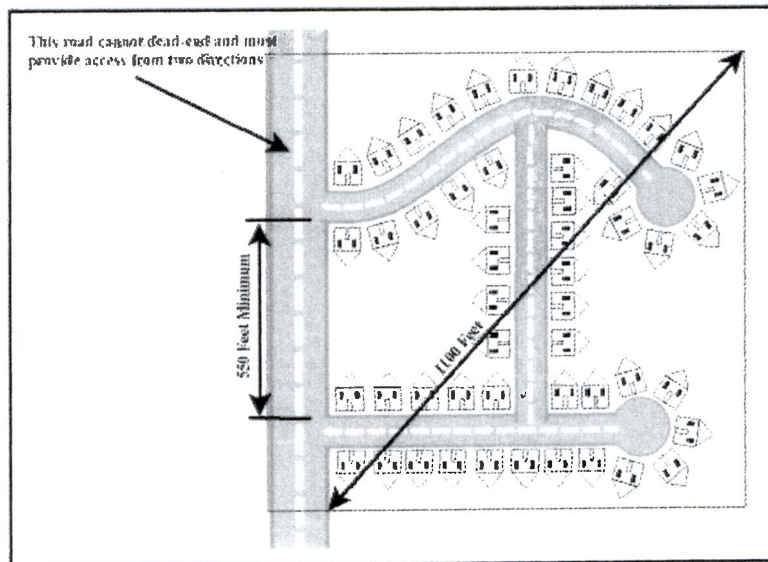 This road cannot dead-end and must
provide access from two directions
550 Feet Minimum
1100 Feet